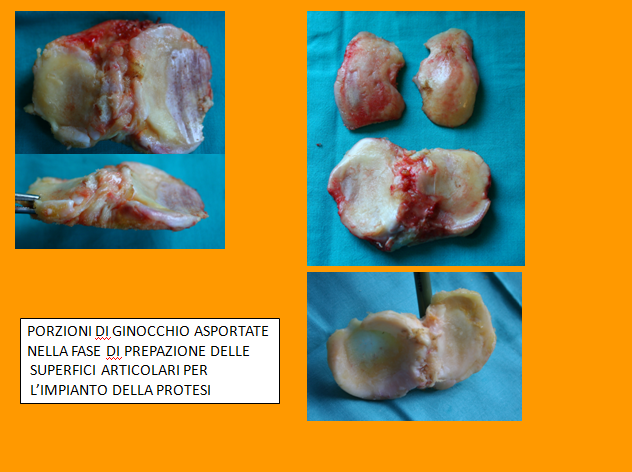 PORZIONI DI GINOCCHIO ASPORTATE
NELLA FASE DI PREPAZIONE DELLE
SUPERFICI ARTICOLARI PER
L’IMPIANTO DELLA PROTESI